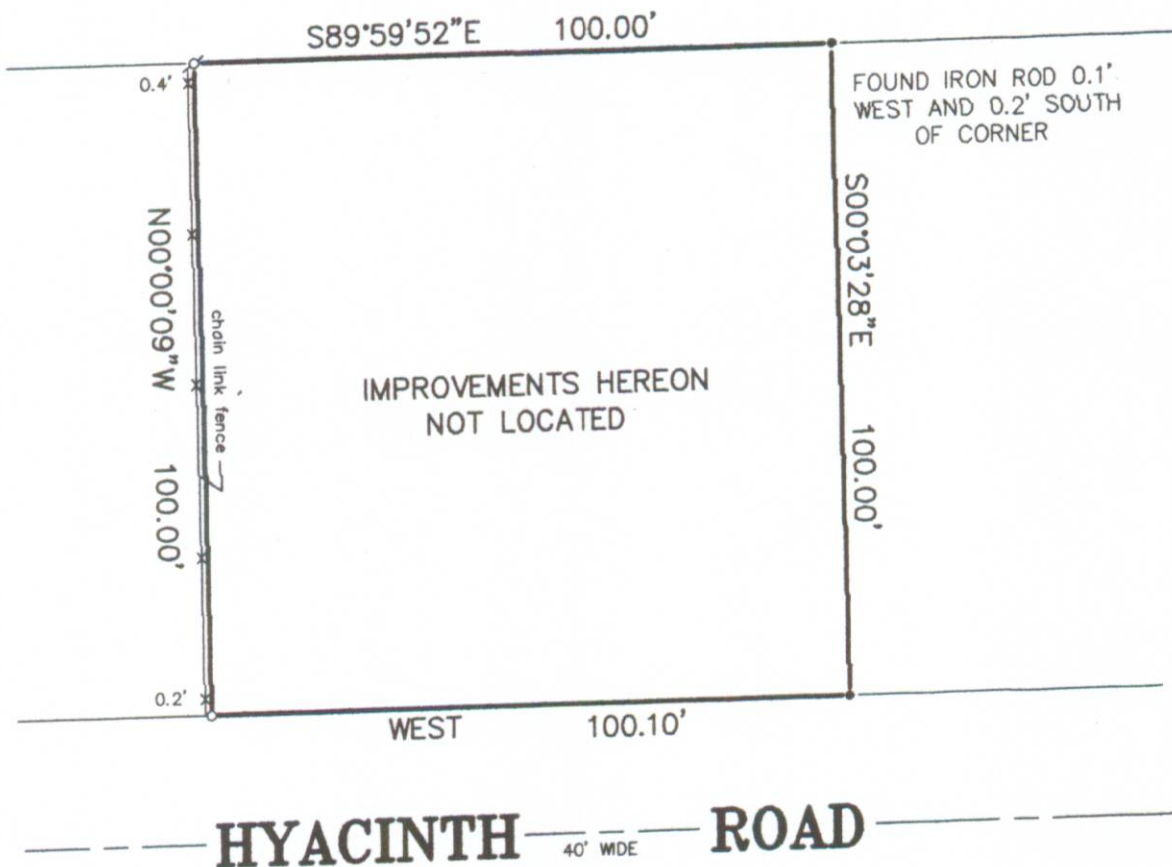 S89°59'52"E 100.00'
0.4'
FOUND IRON ROD 0.1'
WEST AND 0.2' SOUTH
OF CORNER
N00°00'09"W 100.00'
chain link fence
S00°03'28"E 100.00'
IMPROVEMENTS HEREON
NOT LOCATED
0.2'
WEST 100.10'
HYACINTH 40' WIDE ROAD